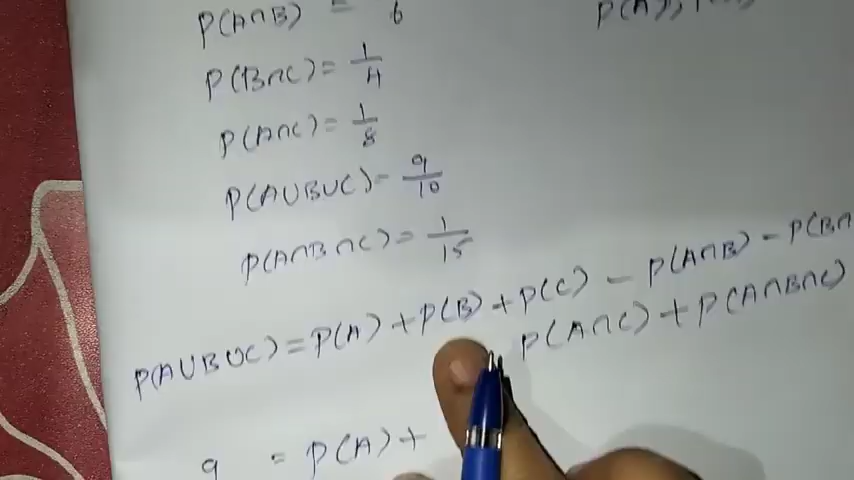 P(A∩B) = 6
P(A),
P(B∩C) = 1/4
P(A∩C) = 1/8
P(A∪B∪C) = 9/10
P(A∩B∩C) = 1/15
P(A∪B∪C) = P(A) + P(B) + P(C) - P(A∩B) - P(B∩
P(A∩C) + P(A∩B∩C)
9 = P(A) +